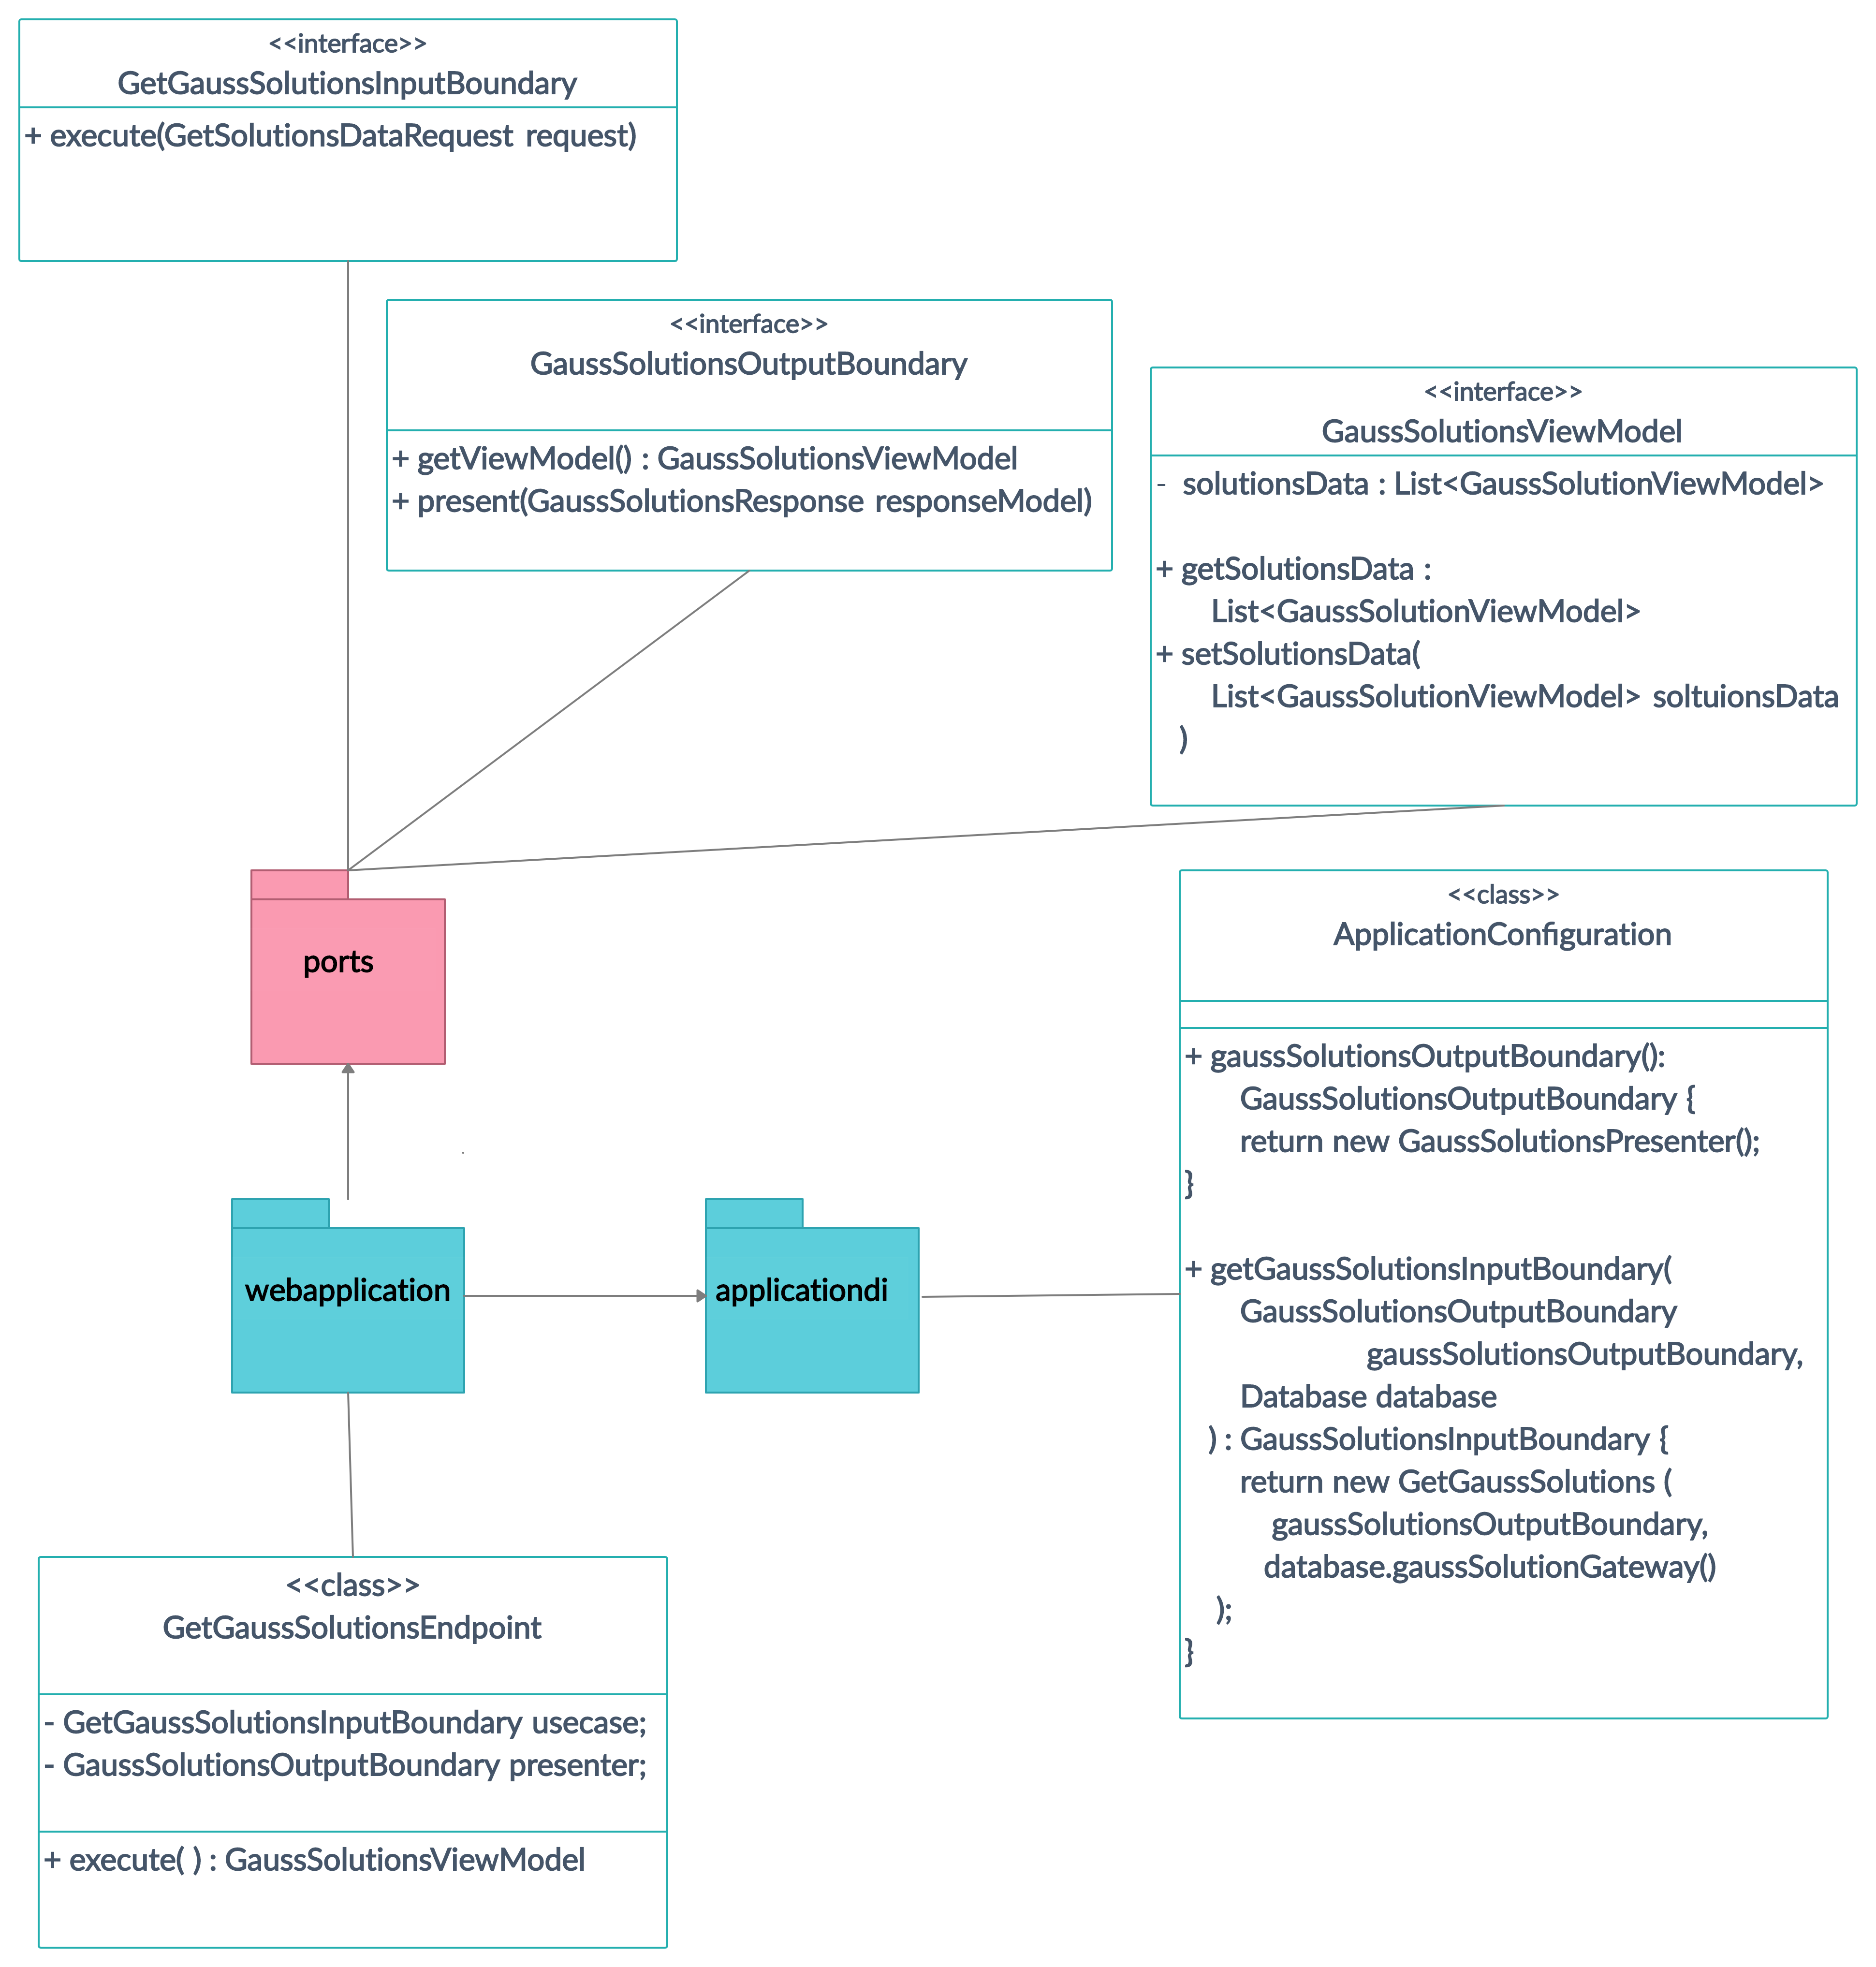 <<interface>>
GetGaussSolutionsInputBoundary
+ execute(GetSolutionsDataRequest request)
<<interface>>
GaussSolutionsOutputBoundary
+ getViewModel() : GaussSolutionsViewModel
+ present(GaussSolutionsResponse responseModel)
<<interface>>
GaussSolutionsViewModel
- solutionsData : List<GaussSolutionViewModel>
+ getSolutionsData :
List<GaussSolutionViewModel>
+ setSolutionsData(
List<GaussSolutionViewModel> soltuionsData
)
ports
<<class>>
ApplicationConfiguration
+ gaussSolutionsOutputBoundary():
GaussSolutionsOutputBoundary {
return new GaussSolutionsPresenter();
}
+ getGaussSolutionsInputBoundary(
GaussSolutionsOutputBoundary
gaussSolutionsOutputBoundary,
Database database
) : GaussSolutionsInputBoundary {
return new GetGaussSolutions (
gaussSolutionsOutputBoundary,
database.gaussSolutionGateway()
);
}
webapplication
applicationdi
<<class>>
GetGaussSolutionsEndpoint
- GetGaussSolutionsInputBoundary usecase;
- GaussSolutionsOutputBoundary presenter;
+ execute( ) : GaussSolutionsViewModel